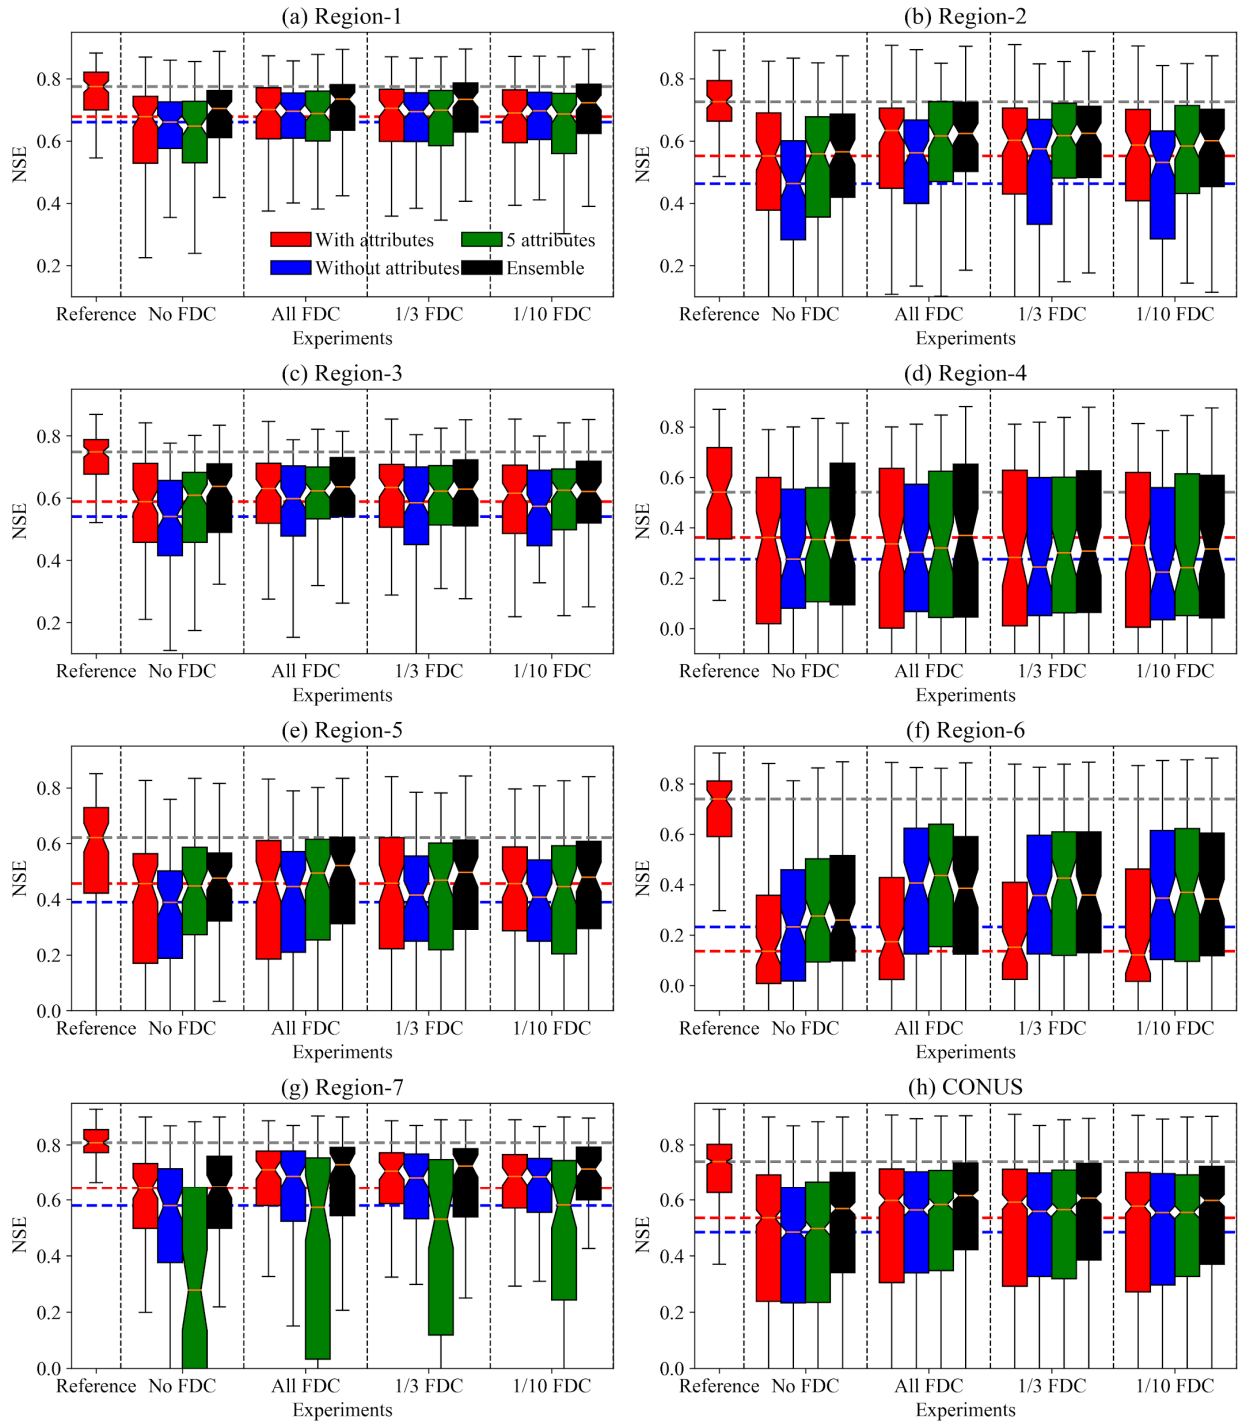 (a) Region-1
NSE
0.8
0.6
0.4
0.2
With attributes
5 attributes
Without attributes
Ensemble
Reference No FDC All FDC 1/3 FDC 1/10 FDC
Experiments
(b) Region-2
NSE
0.8
0.6
0.4
0.2
Reference No FDC All FDC 1/3 FDC 1/10 FDC
Experiments
(c) Region-3
NSE
0.8
0.6
0.4
0.2
Reference No FDC All FDC 1/3 FDC 1/10 FDC
Experiments
(d) Region-4
NSE
0.8
0.6
0.4
0.2
0.0
Reference No FDC All FDC 1/3 FDC 1/10 FDC
Experiments
(e) Region-5
NSE
0.8
0.6
0.4
0.2
0.0
Reference No FDC All FDC 1/3 FDC 1/10 FDC
Experiments
(f) Region-6
NSE
0.8
0.6
0.4
0.2
0.0
Reference No FDC All FDC 1/3 FDC 1/10 FDC
Experiments
(g) Region-7
NSE
0.8
0.6
0.4
0.2
0.0
Reference No FDC All FDC 1/3 FDC 1/10 FDC
Experiments
(h) CONUS
NSE
0.8
0.6
0.4
0.2
0.0
Reference No FDC All FDC 1/3 FDC 1/10 FDC
Experiments